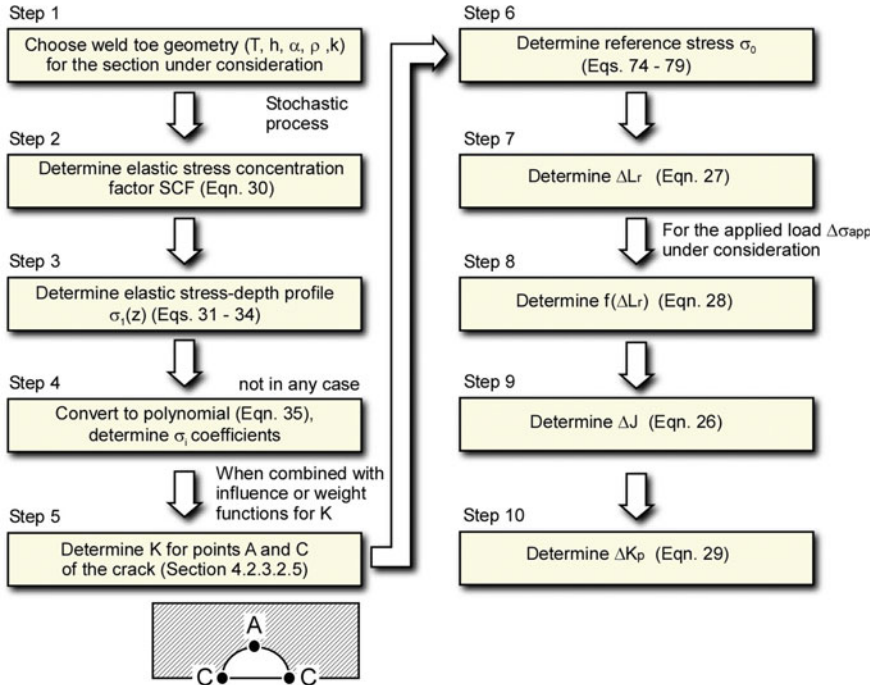 Step 1
Choose weld toe geometry (T, h, α, ρ ,k)
for the section under consideration
Stochastic
process
Step 2
Determine elastic stress concentration
factor SCF (Eqn. 30)
Step 3
Determine elastic stress-depth profile
σ₁(z) (Eqs. 31 - 34)
Step 4
not in any case
Convert to polynomial (Eqn. 35),
determine σᵢ coefficients
When combined with
influence or weight
functions for K
Step 5
Determine K for points A and C
of the crack (Section 4.2.3.2.5)
A
C C
Step 6
Determine reference stress σ₀
(Eqs. 74 - 79)
Step 7
Determine ΔLᵣ (Eqn. 27)
For the applied load Δσapp
under consideration
Step 8
Determine f(ΔLᵣ) (Eqn. 28)
Step 9
Determine ΔJ (Eqn. 26)
Step 10
Determine ΔKₚ (Eqn. 29)